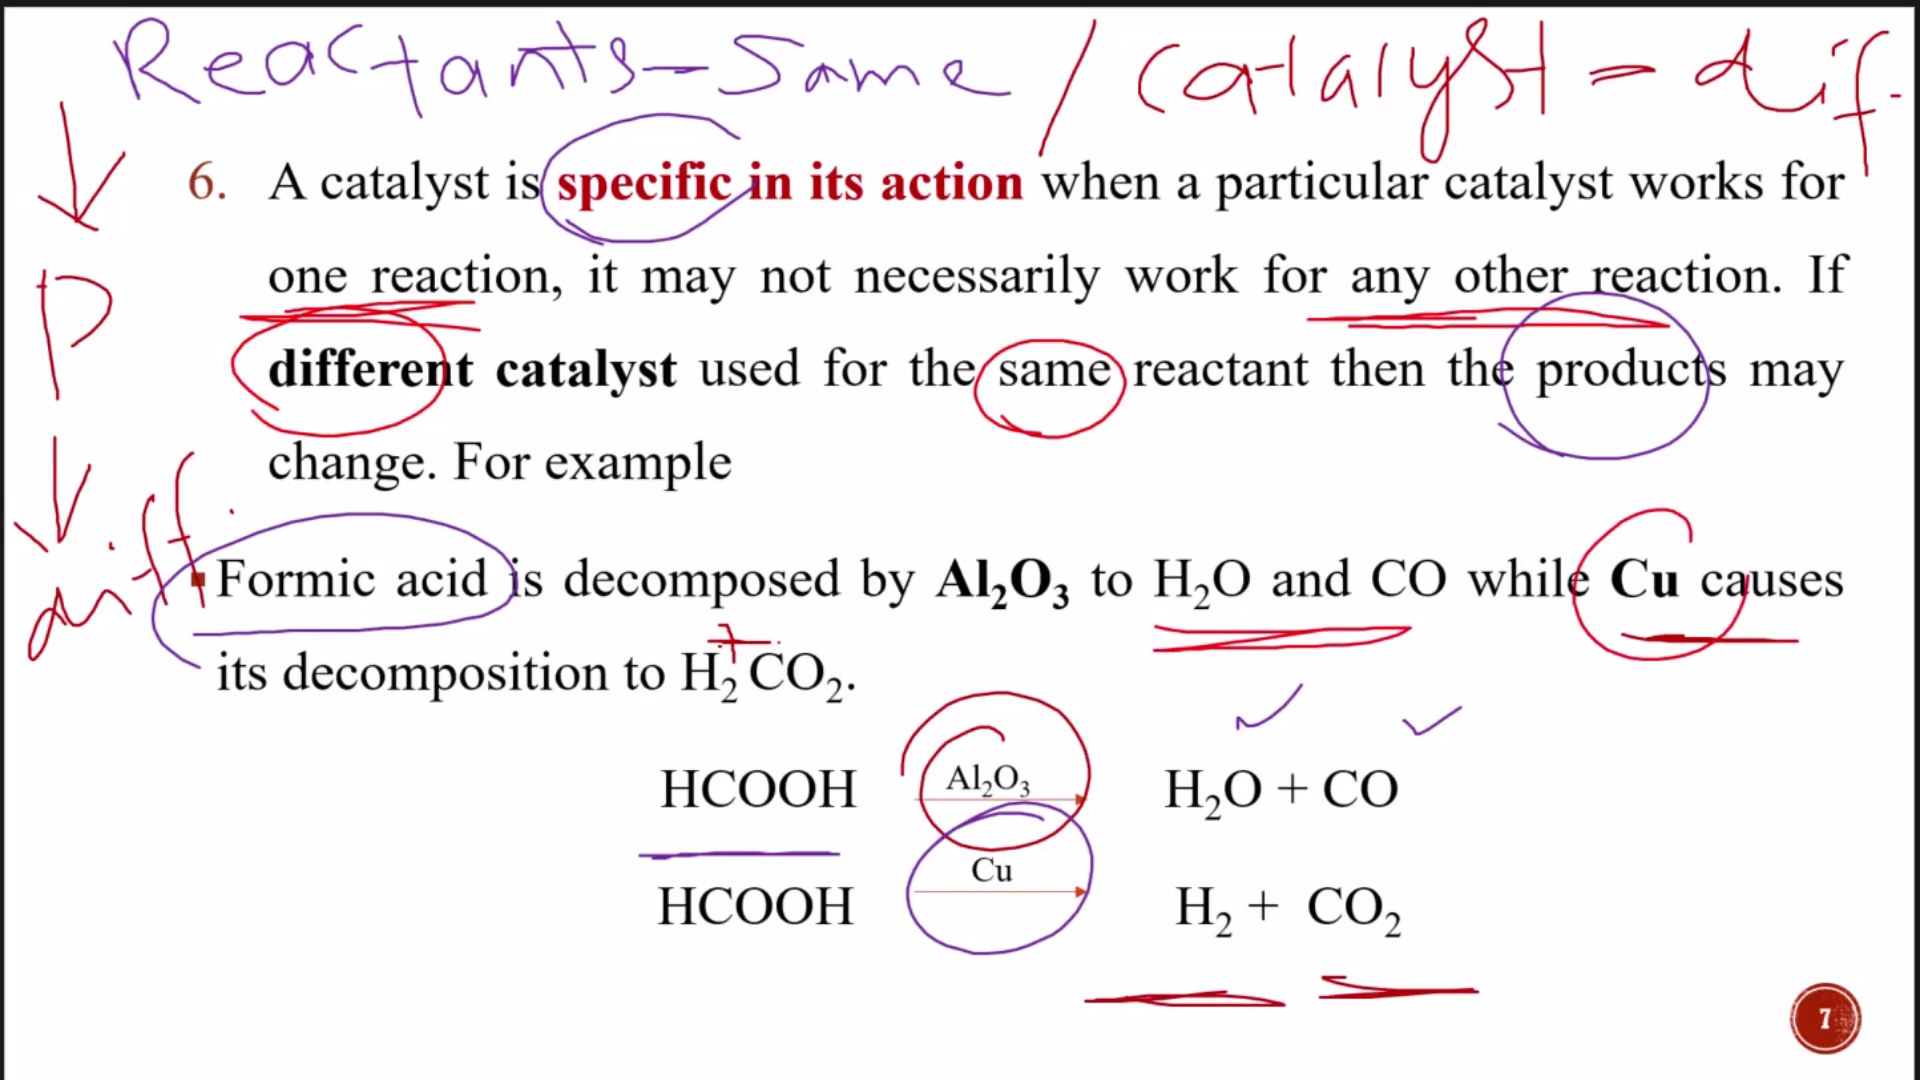 Reactants - Same / Catalyst = dif.
6. A catalyst is specific in its action when a particular catalyst works for
one reaction, it may not necessarily work for any other reaction. If
different catalyst used for the same reactant then the products may
change. For example
P
diff.
▪ Formic acid is decomposed by Al₂O₃ to H₂O and CO while Cu causes
its decomposition to H₂ + CO₂.
HCOOH Al₂O₃ H₂O + CO
HCOOH Cu H₂ + CO₂
7